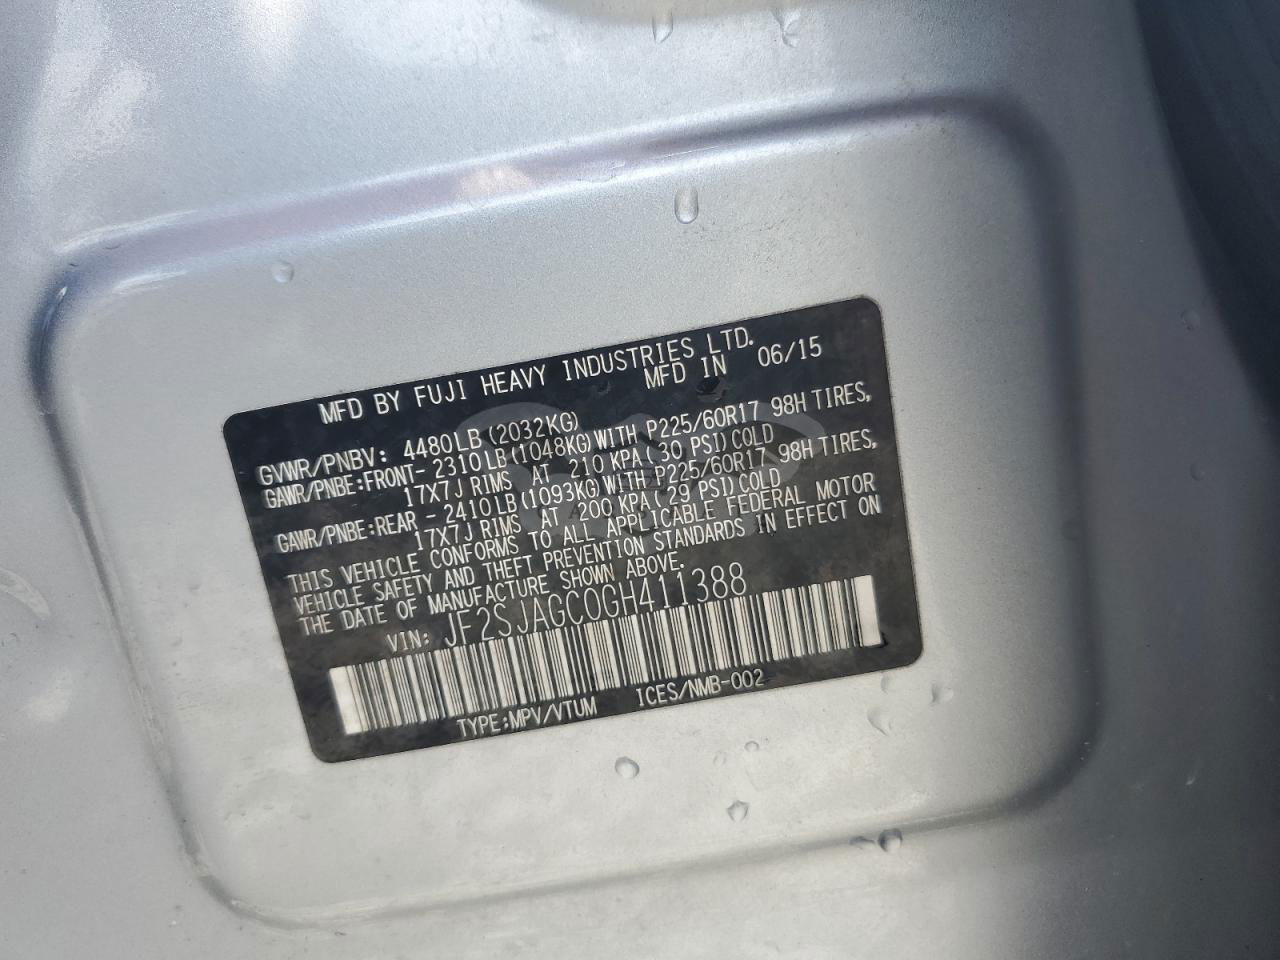 MFD BY FUJI HEAVY INDUSTRIES LTD.
MFD IN 06/15
GVWR/PNBV: 4480LB (2032KG)
GAWR/PNBE:FRONT- 2310LB(1048KG)WITH P225/60R17 98H TIRES,
17X7J RIMS AT 210 KPA(30 PSI)COLD
GAWR/PNBE:REAR - 2410LB(1093KG)WITH P225/60R17 98H TIRES,
17X7J RIMS AT 200 KPA(29 PSI)COLD
THIS VEHICLE CONFORMS TO ALL APPLICABLE FEDERAL MOTOR
VEHICLE SAFETY AND THEFT PREVENTION STANDARDS IN EFFECT ON
THE DATE OF MANUFACTURE SHOWN ABOVE.
VIN: JF2SJAGC0GH411388
TYPE:MPV/VTUM ICES/NMB-002